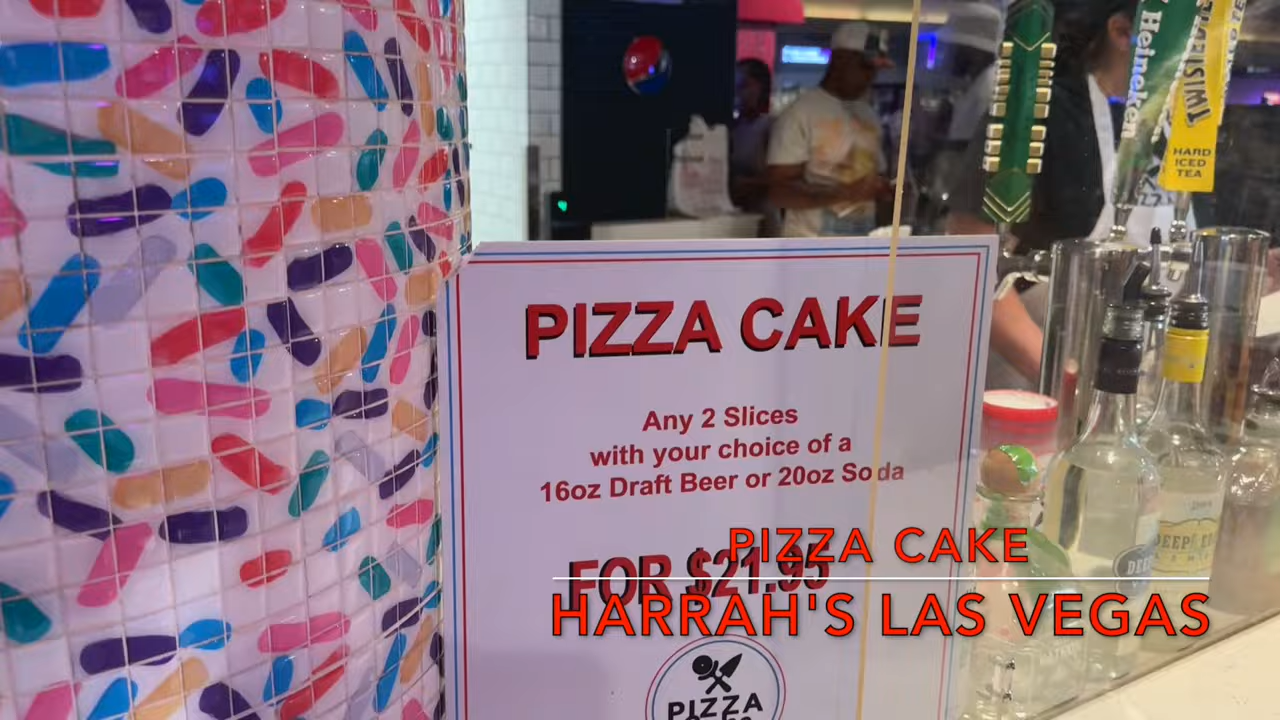 Heineken
TWISTED
HARD
ICED
TEA
PIZZA CAKE
Any 2 Slices
with your choice of a
16oz Draft Beer or 20oz Soda
FOR $21.95
PIZZA CAKE
HARRAH'S LAS VEGAS
PIZZA
DEEP